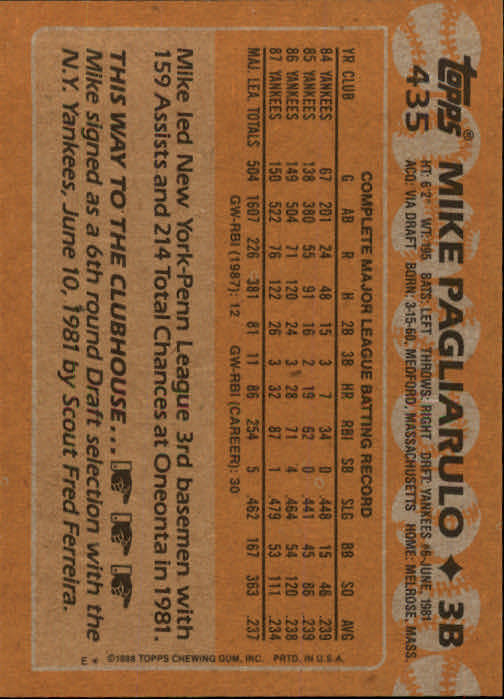 topps®
435
MIKE PAGLIARULO ✦ 3B
HT: 6'2" WT: 195 BATS: LEFT THROWS: RIGHT DRFT: YANKEES #6-JUNE, 1981
ACQ: VIA DRAFT BORN: 3-15-60, MEDFORD, MASSACHUSETTS HOME: MELROSE, MASS.
COMPLETE MAJOR LEAGUE BATTING RECORD
YR CLUB G AB R H 2B 3B HR RBI SB SLG BB SO AVG
84 YANKEES 67 201 24 48 15 3 7 34 0 .448 15 46 .239
85 YANKEES 138 380 55 91 16 2 19 62 0 .441 45 86 .239
86 YANKEES 149 504 71 120 24 3 28 71 4 .464 54 120 .238
87 YANKEES 150 522 76 122 26 3 32 87 1 .479 53 111 .234
MAJ. LEA. TOTALS 504 1607 226 381 81 11 86 254 5 .462 167 363 .237
GW-RBI (1987): 12 GW-RBI (CAREER): 30
Mike led New York-Penn League 3rd basemen with
159 Assists and 214 Total Chances at Oneonta in 1981.
THIS WAY TO THE CLUBHOUSE...
Mike signed as a 6th round Draft selection with the
N.Y. Yankees, June 10, 1981 by Scout Fred Ferreira.
E* ©1988 TOPPS CHEWING GUM, INC. PRTD. IN U.S.A.